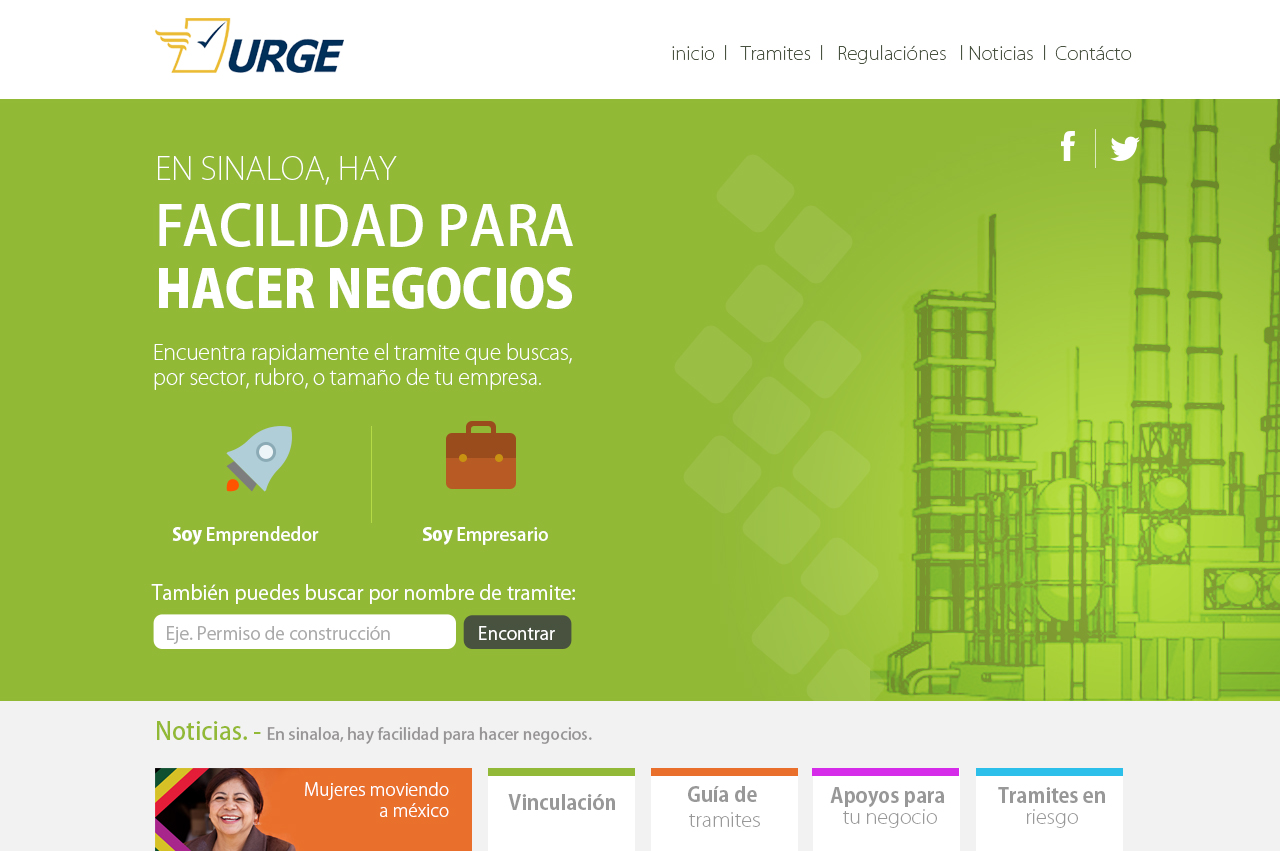 URGE
inicio | Tramites | Regulaciónes | Noticias | Contácto
EN SINALOA, HAY
FACILIDAD PARA
HACER NEGOCIOS
Encuentra rapidamente el tramite que buscas,
por sector, rubro, o tamaño de tu empresa.
Soy Emprendedor
Soy Empresario
También puedes buscar por nombre de tramite:
Eje. Permiso de construcción
Encontrar
Noticias. - En sinaloa, hay facilidad para hacer negocios.
Mujeres moviendo
a méxico
Vinculación
Guía de
tramites
Apoyos para
tu negocio
Tramites en
riesgo